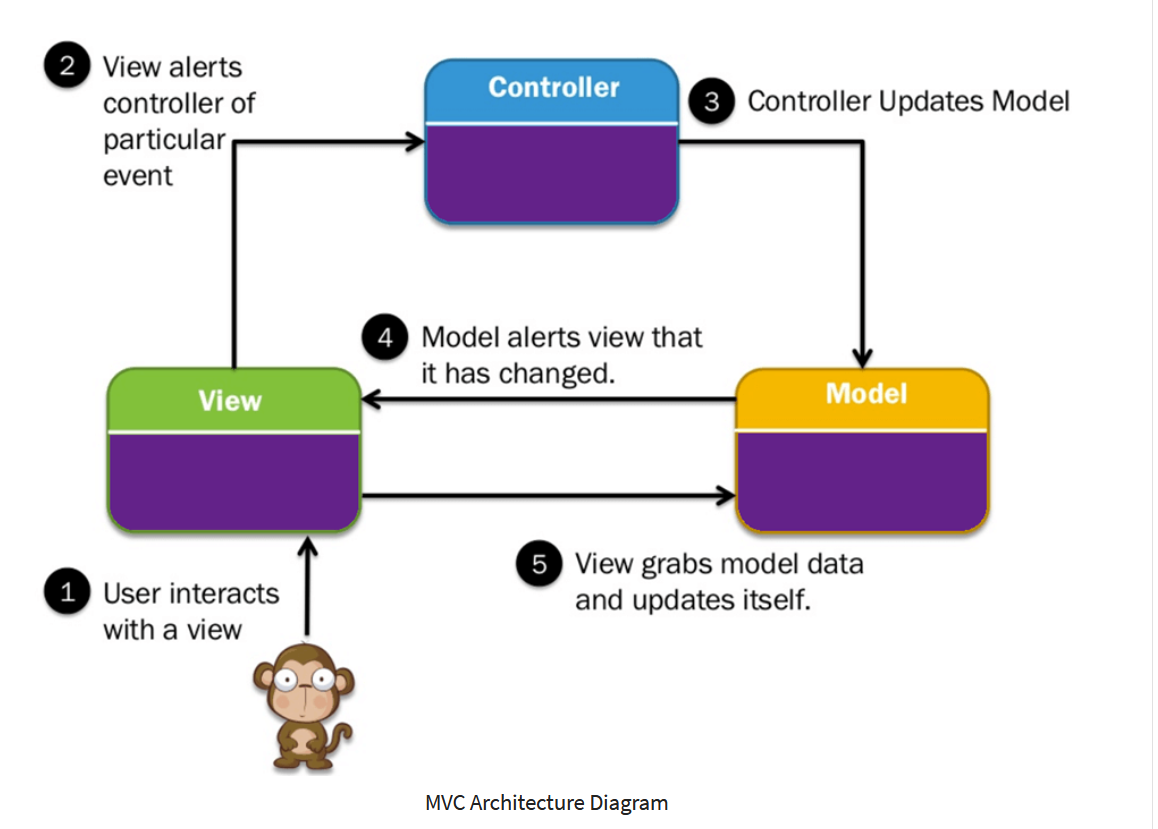 2 View alerts
controller of
particular
event
Controller
3 Controller Updates Model
4 Model alerts view that
it has changed.
View
Model
5 View grabs model data
and updates itself.
1 User interacts
with a view
MVC Architecture Diagram